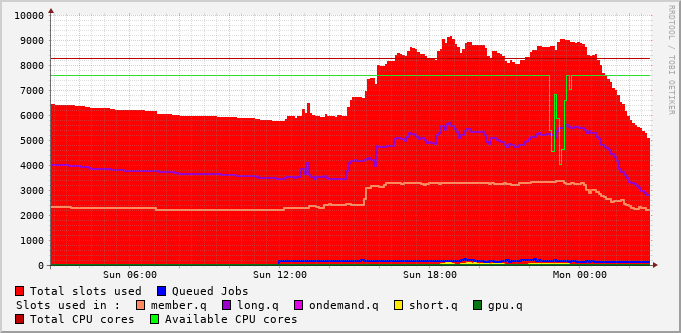 10000
9000
8000
7000
6000
5000
4000
3000
2000
1000
0
Sun 06:00 Sun 12:00 Sun 18:00 Mon 00:00
Total slots used Queued Jobs
Slots used in : member.q long.q ondemand.q short.q gpu.q
Total CPU cores Available CPU cores
RRDTOOL / TOBI OETIKER